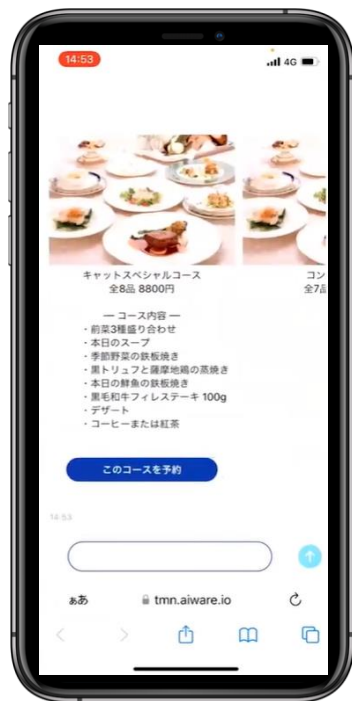 14:53
4G
キャットスペシャルコース
全8品 8800円
コン
全7品
― コース内容 ―
・前菜3種盛り合わせ
・本日のスープ
・季節野菜の鉄板焼き
・黒トリュフと薩摩地鶏の蒸焼き
・本日の鮮魚の鉄板焼き
・黒毛和牛フィレステーキ 100g
・デザート
・コーヒーまたは紅茶
このコースを予約
14:53
ぁあ
tmn.aiware.io